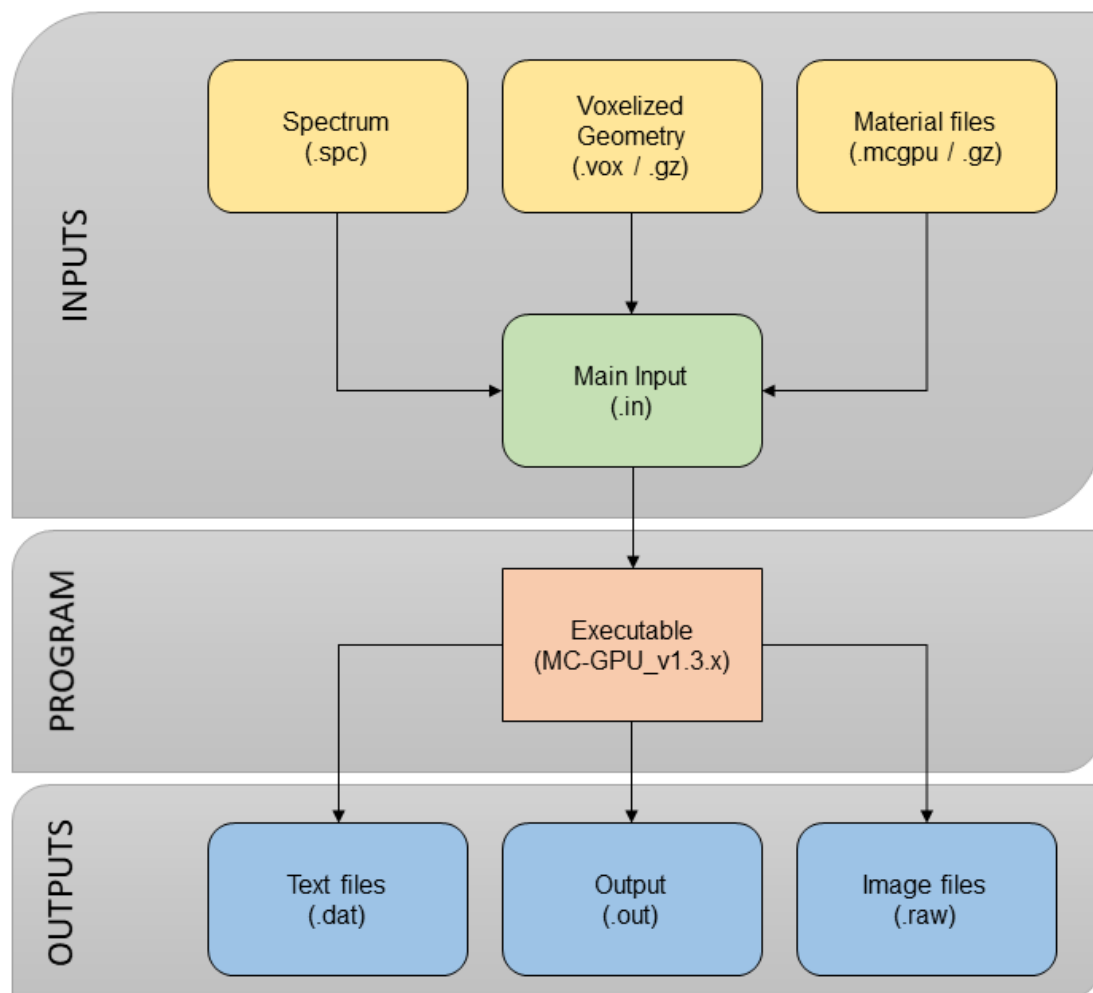 INPUTS
Spectrum
(.spc)
Voxelized
Geometry
(.vox / .gz)
Material files
(.mcgpu / .gz)
Main Input
(.in)
PROGRAM
Executable
(MC-GPU_v1.3.x)
OUTPUTS
Text files
(.dat)
Output
(.out)
Image files
(.raw)